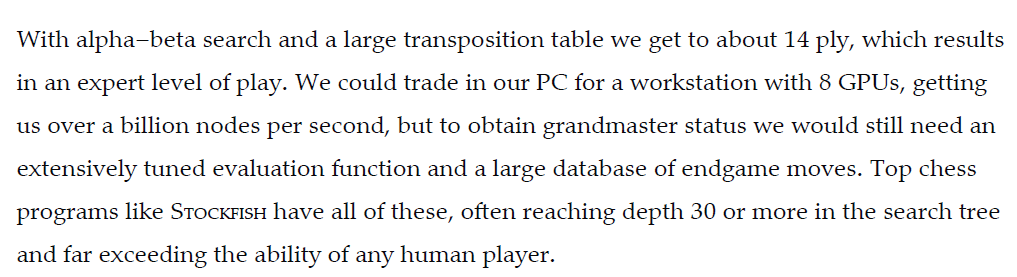 With alpha–beta search and a large transposition table we get to about 14 ply, which results
in an expert level of play. We could trade in our PC for a workstation with 8 GPUs, getting
us over a billion nodes per second, but to obtain grandmaster status we would still need an
extensively tuned evaluation function and a large database of endgame moves. Top chess
programs like STOCKFISH have all of these, often reaching depth 30 or more in the search tree
and far exceeding the ability of any human player.